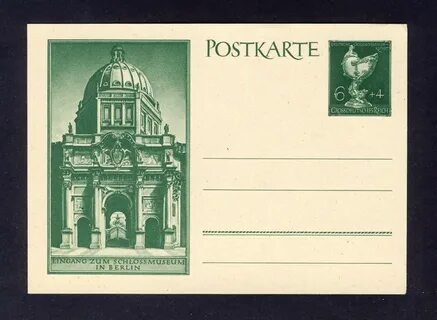 POSTKARTE
6 + 4
GROSSDEUTSCHES REICH
EINGANG ZUM SCHLOSSMUSEUM
IN BERLIN